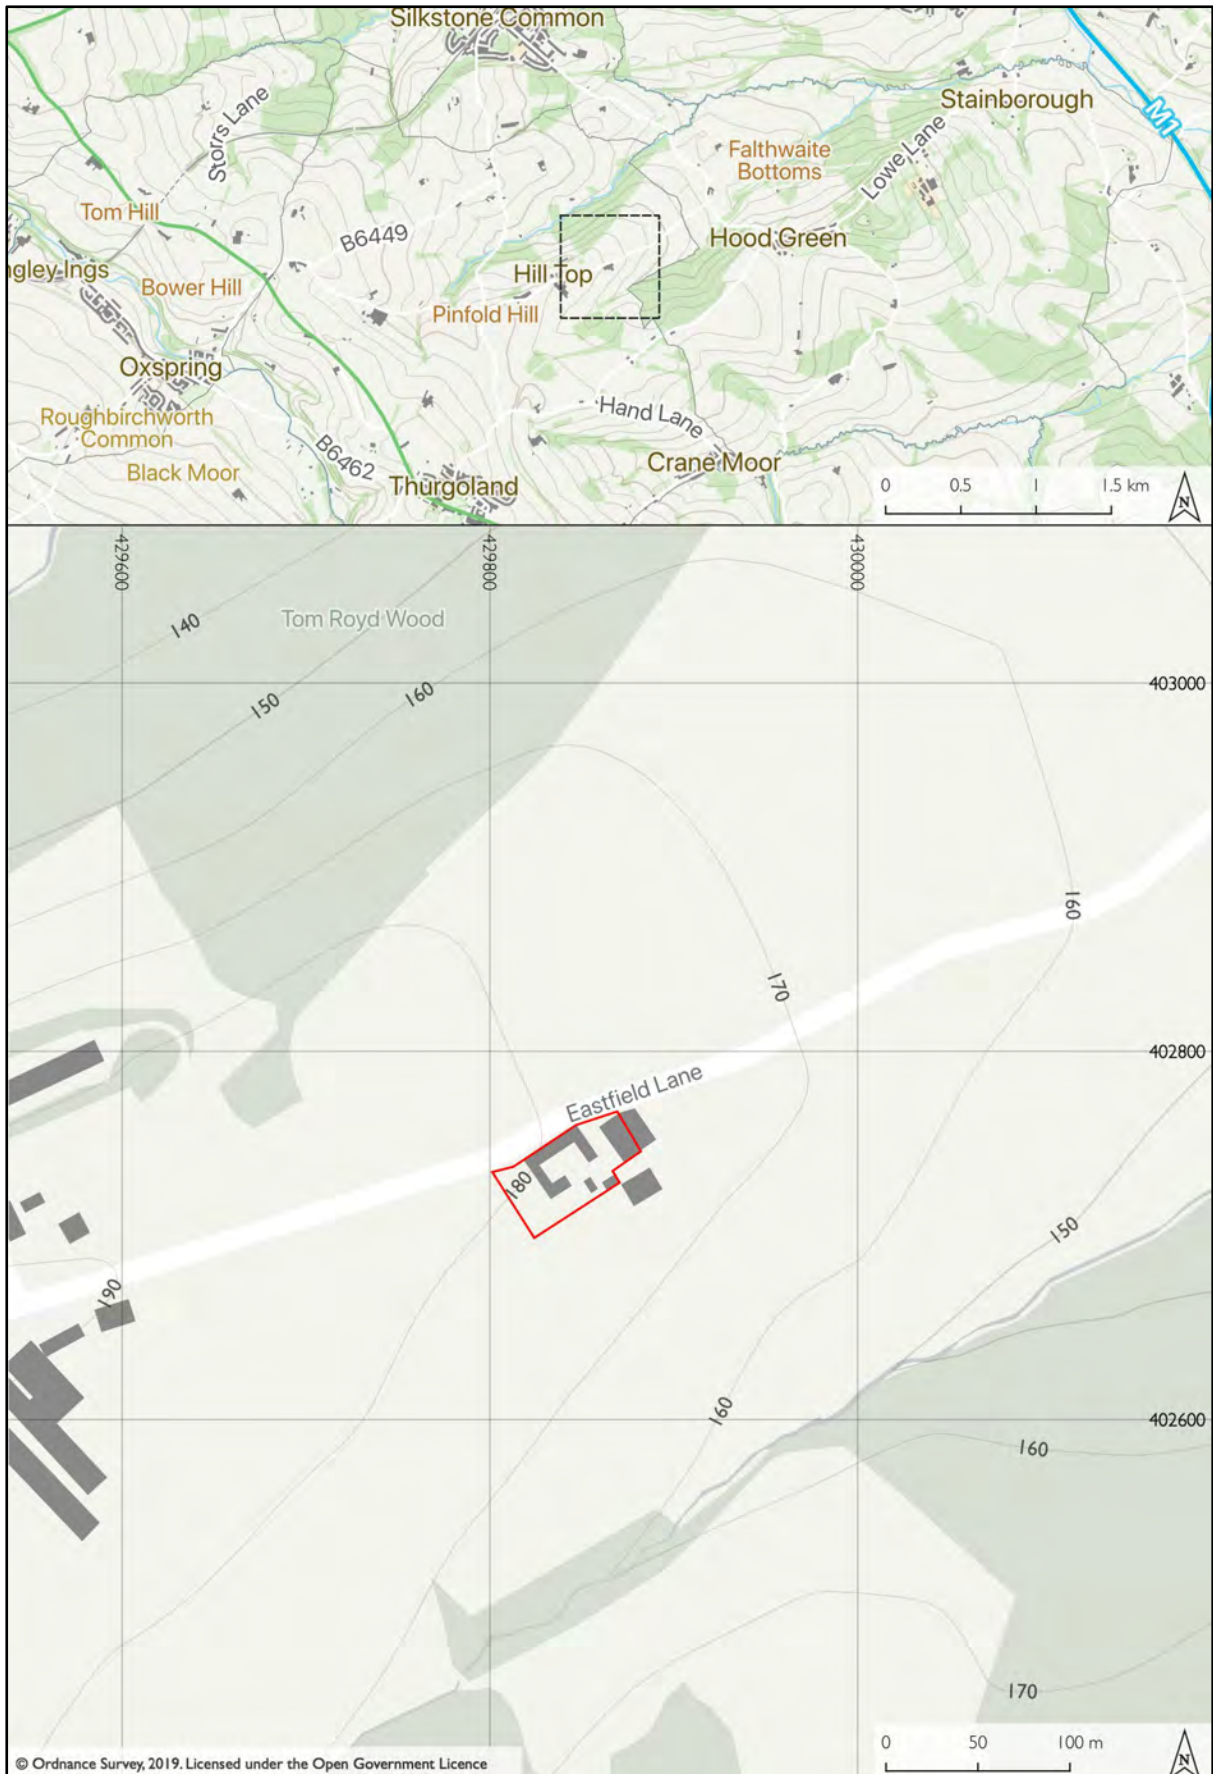 Silkstone Common
Storrs Lane
Stainborough
M1
Falthwaite
Bottoms
Lowe Lane
Tom Hill
B6449
Hood Green
ngley Ings
Hill Top
Bower Hill
Pinfold Hill
Oxspring
Roughbirchworth
Common
Hand Lane
B6462
Black Moor
Crane Moor
Thurgoland
0 0.5 1 1.5 km
N
429600
429800
430000
Tom Royd Wood
140
150
160
403000
160
170
402800
Eastfield Lane
180
150
190
160
402600
160
170
0 50 100 m
N
© Ordnance Survey, 2019. Licensed under the Open Government Licence